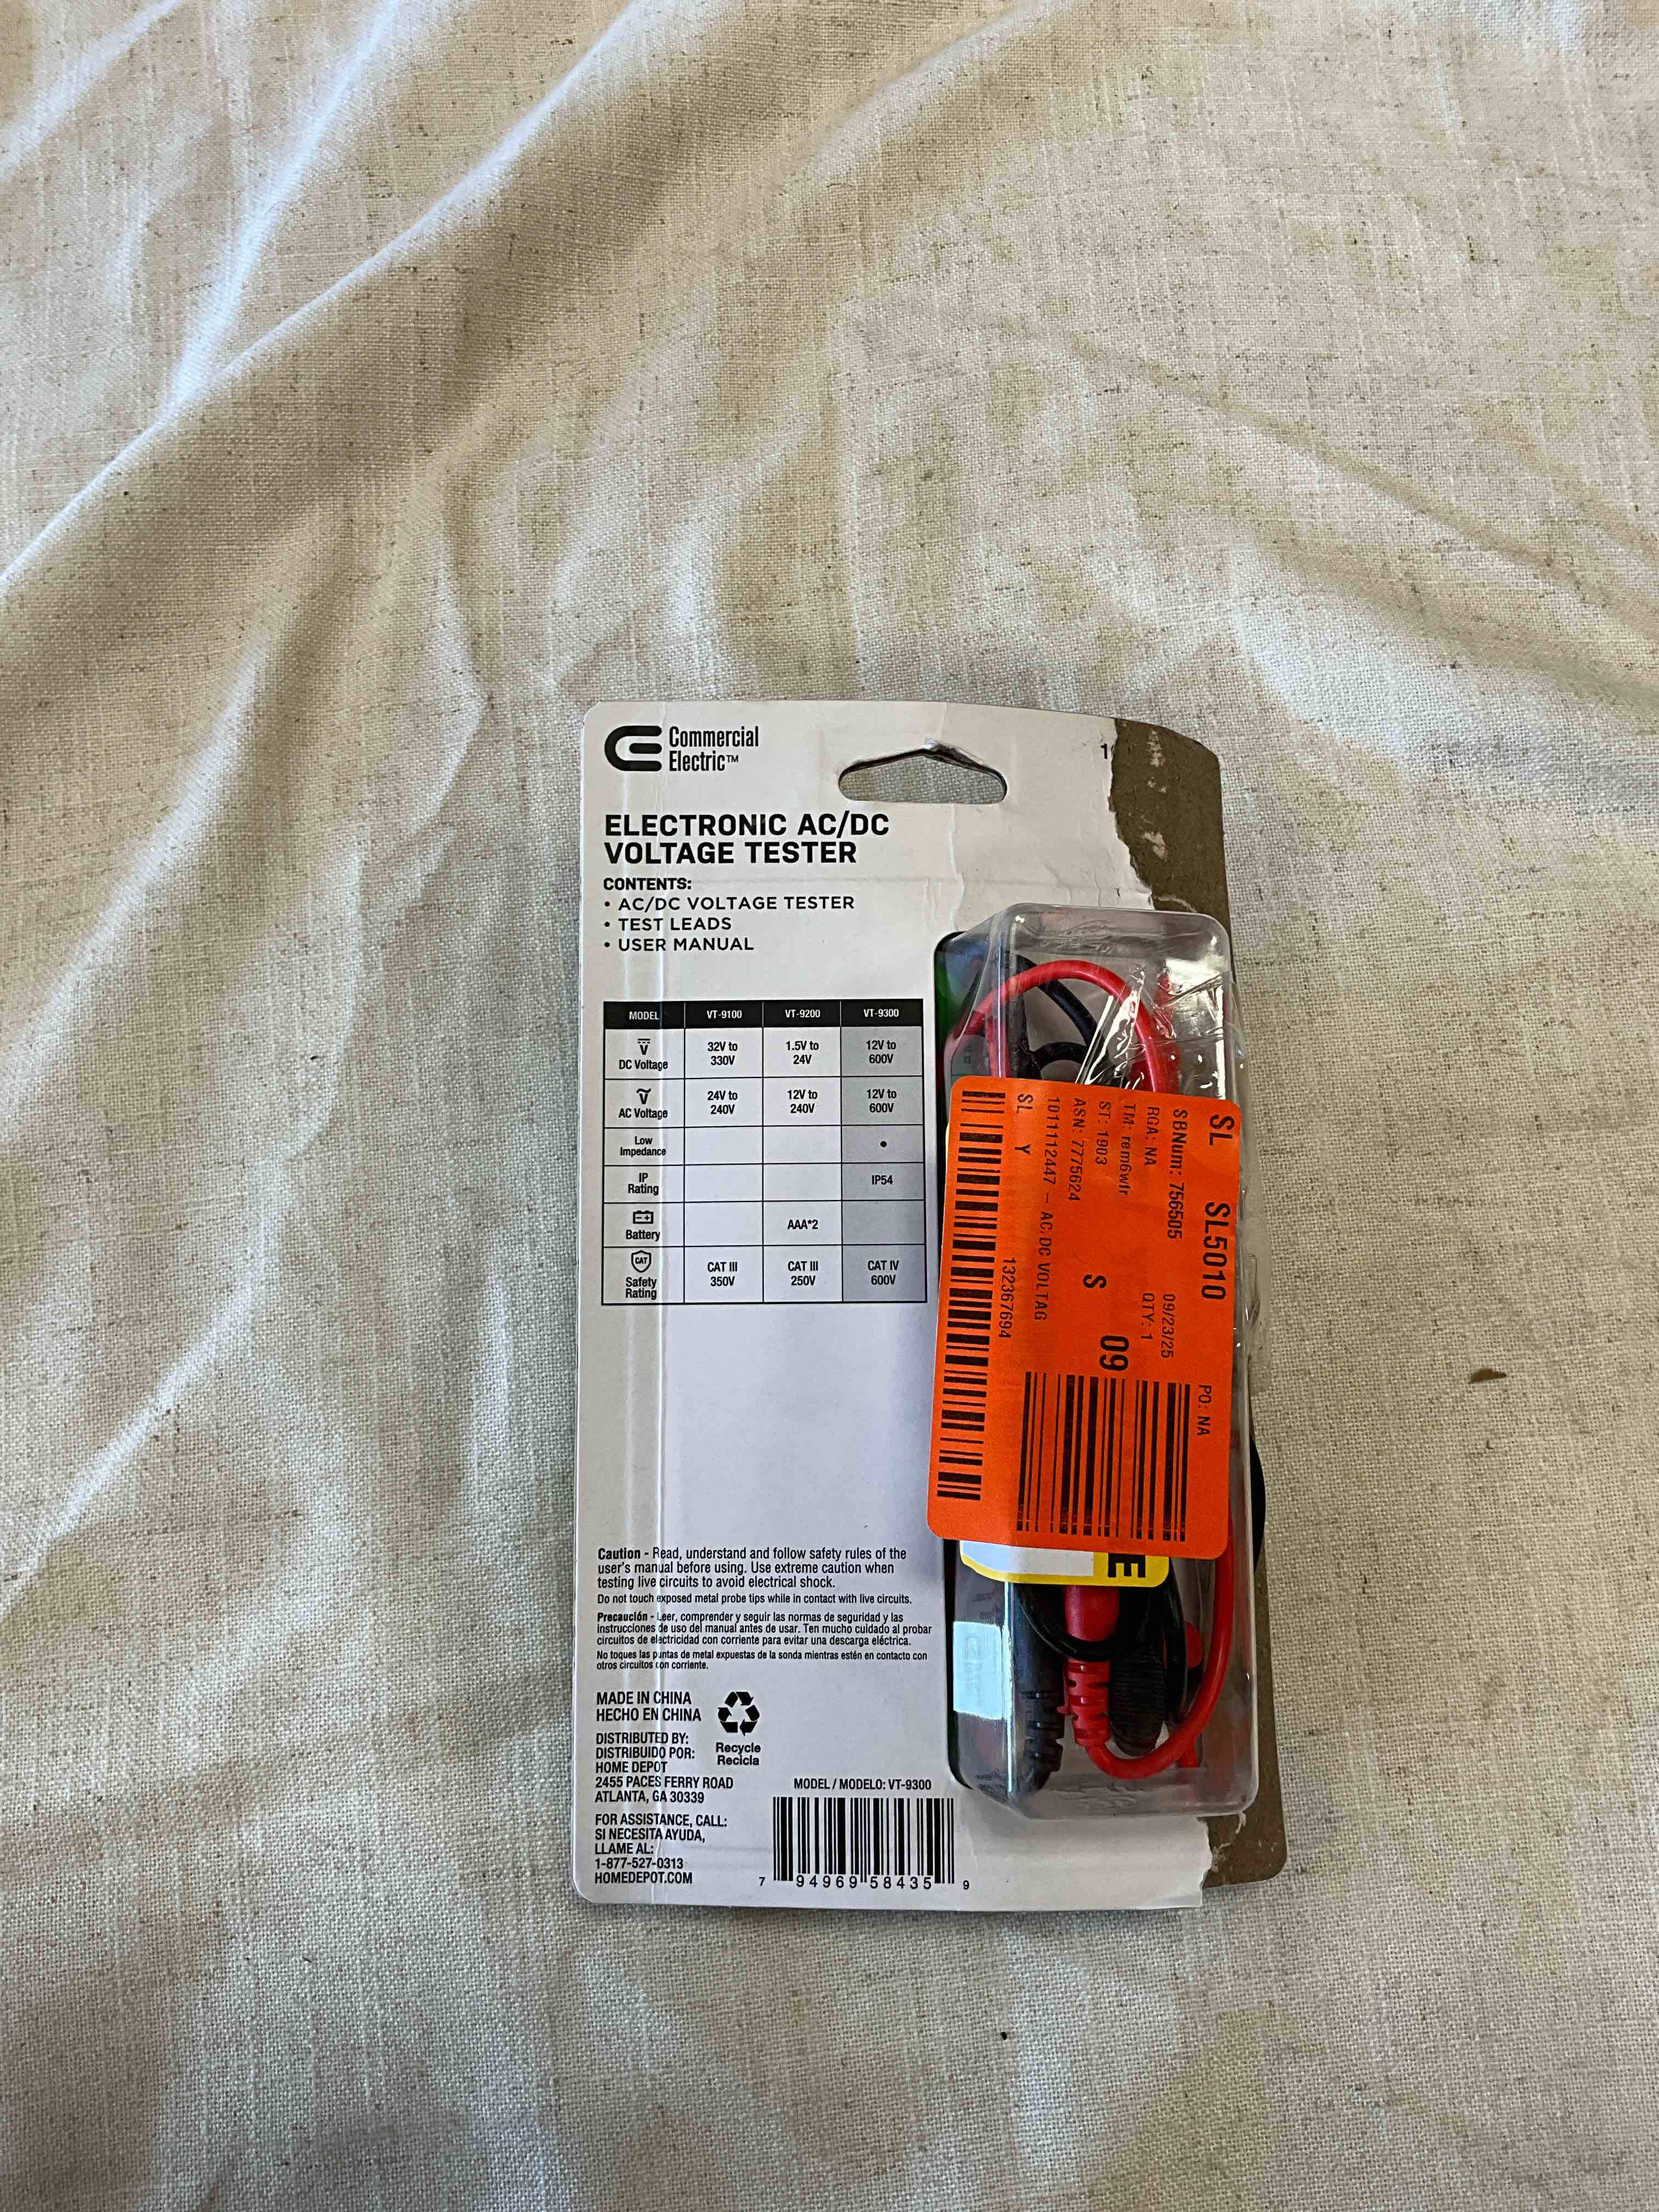 Commercial
Electric™
1
ELECTRONIC AC/DC
VOLTAGE TESTER
CONTENTS:
• AC/DC VOLTAGE TESTER
• TEST LEADS
• USER MANUAL
MODEL VT-9100 VT-9200 VT-9300
DC Voltage 32V to 330V 1.5V to 24V 12V to 600V
AC Voltage 24V to 240V 12V to 240V 12V to 600V
Low Impedance •
IP Rating IP54
Battery AAA*2
CAT
Safety Rating CAT III 350V CAT III 250V CAT IV 600V
Caution - Read, understand and follow safety rules of the
user's manual before using. Use extreme caution when
testing live circuits to avoid electrical shock.
Do not touch exposed metal probe tips while in contact with live circuits.
Precaución - Leer, comprender y seguir las normas de seguridad y las
instrucciones de uso del manual antes de usar. Ten mucho cuidado al probar
circuitos de electricidad con corriente para evitar una descarga eléctrica.
No toques las puntas de metal expuestas de la sonda mientras estén en contacto con
otros circuitos con corriente.
MADE IN CHINA
HECHO EN CHINA
Recycle
Recicla
DISTRIBUTED BY:
DISTRIBUIDO POR:
HOME DEPOT
2455 PACES FERRY ROAD
ATLANTA, GA 30339
FOR ASSISTANCE, CALL:
SI NECESITA AYUDA,
LLAME AL:
1-877-527-0313
HOMEDEPOT.COM
MODEL / MODELO: VT-9300
7 94969 58435 9
SL SL5010 PO: NA
SBNum: 756505 09/23/25
RGA: NA QTY: 1
TM: rem6wfr
ST: 1903 S 09
ASN: 7775624
1011112447 - AC.DC VOLTAG
SL Y 132367694
E